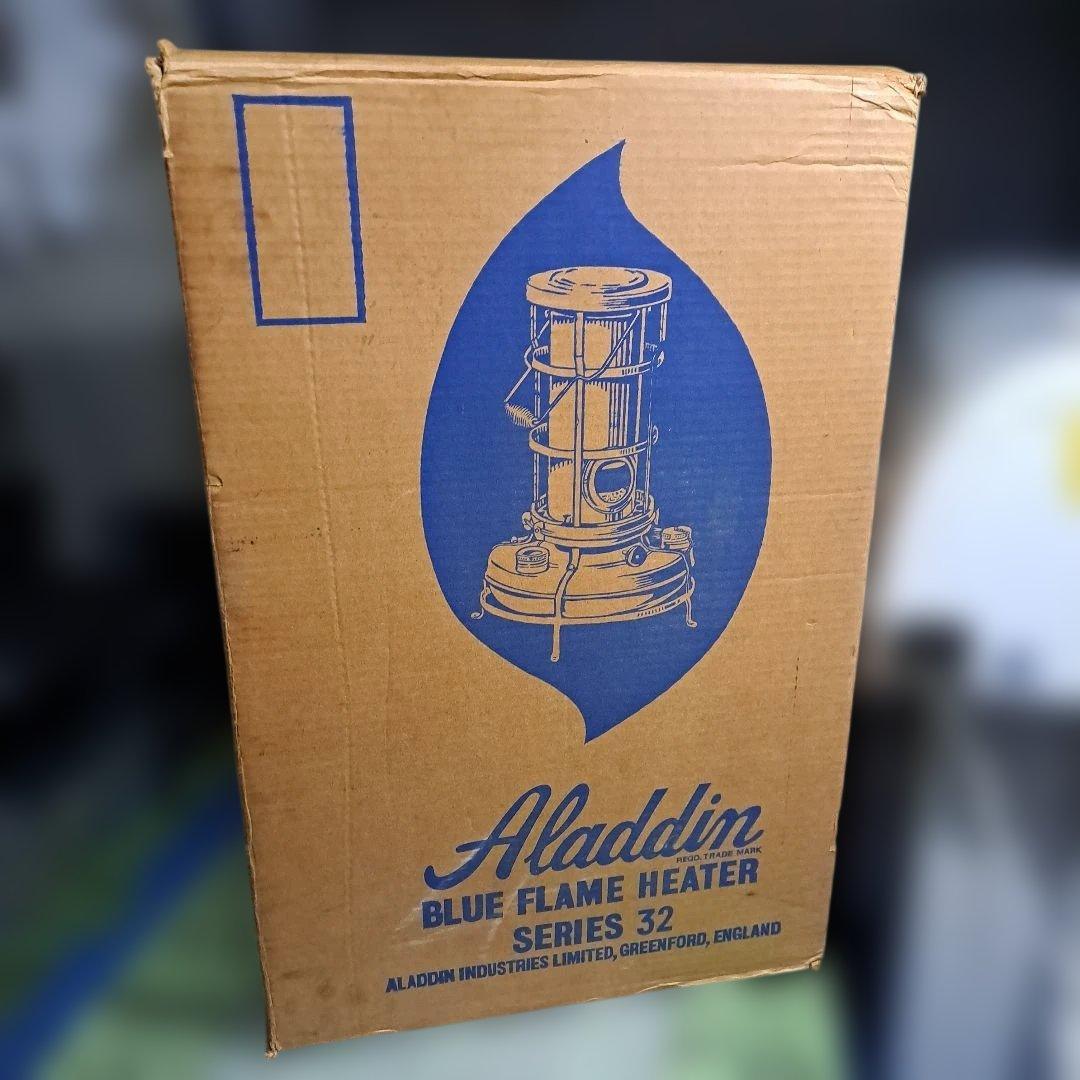 Aladdin
REGD. TRADE MARK
BLUE FLAME HEATER
SERIES 32
ALADDIN INDUSTRIES LIMITED, GREENFORD, ENGLAND